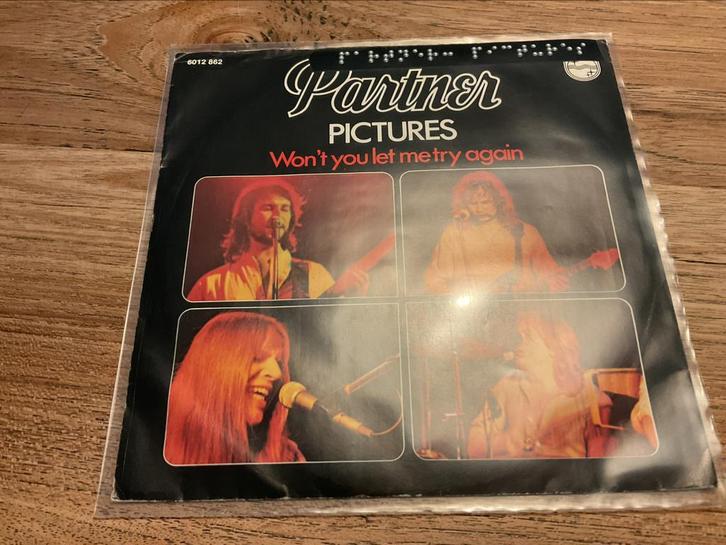 6012 862
Partner
PICTURES
Won't you let me try again